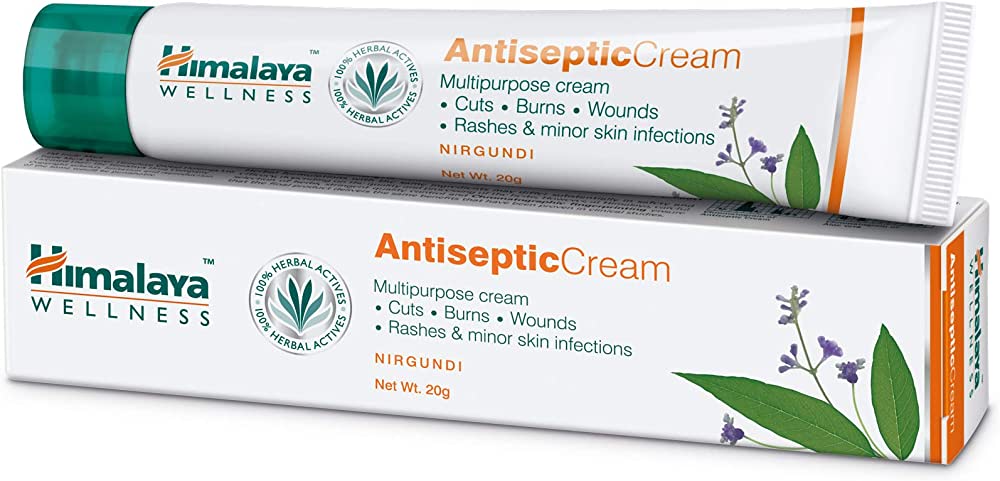 Himalaya™
WELLNESS
100% HERBAL ACTIVES
100% HERBAL ACTIVES
AntisepticCream
Multipurpose cream
• Cuts • Burns • Wounds
• Rashes & minor skin infections
NIRGUNDI
Net Wt. 20g
Himalaya™
WELLNESS
100% HERBAL ACTIVES
100% HERBAL ACTIVES
AntisepticCream
Multipurpose cream
• Cuts • Burns • Wounds
• Rashes & minor skin infections
NIRGUNDI
Net Wt. 20g
AntisepticCream
Himalaya
WELLNESS